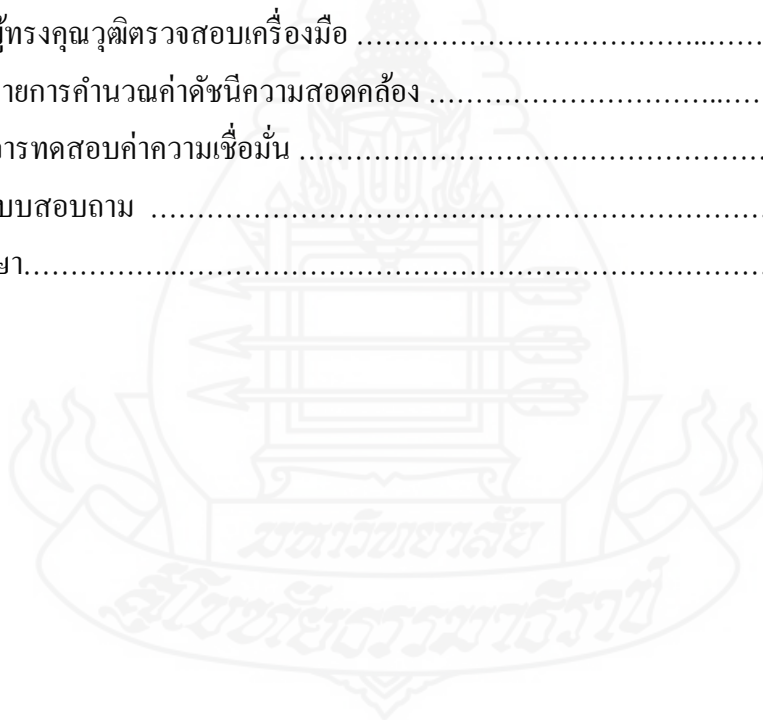 ผู้ทรงคุณวุฒิตรวจสอบเครื่องมือ …………………………………..……
ายการคำนวณค่าดัชนีความสอดคล้อง …………………………..……
ารทดสอบค่าความเชื่อมั่น ………………………………………………
บบสอบถาม ………………………………………………………………
ษา……………..……………………………………………………………
มหาวิทยาลัย
สุโขทัยธรรมาธิราช